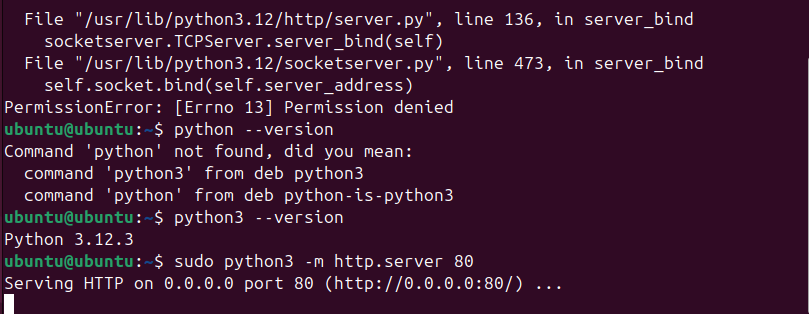 File "/usr/lib/python3.12/http/server.py", line 136, in server_bind
socketserver.TCPServer.server_bind(self)
File "/usr/lib/python3.12/socketserver.py", line 473, in server_bind
self.socket.bind(self.server_address)
PermissionError: [Errno 13] Permission denied
ubuntu@ubuntu:~$ python --version
Command 'python' not found, did you mean:
command 'python3' from deb python3
command 'python' from deb python-is-python3
ubuntu@ubuntu:~$ python3 --version
Python 3.12.3
ubuntu@ubuntu:~$ sudo python3 -m http.server 80
Serving HTTP on 0.0.0.0 port 80 (http://0.0.0.0:80/) ...